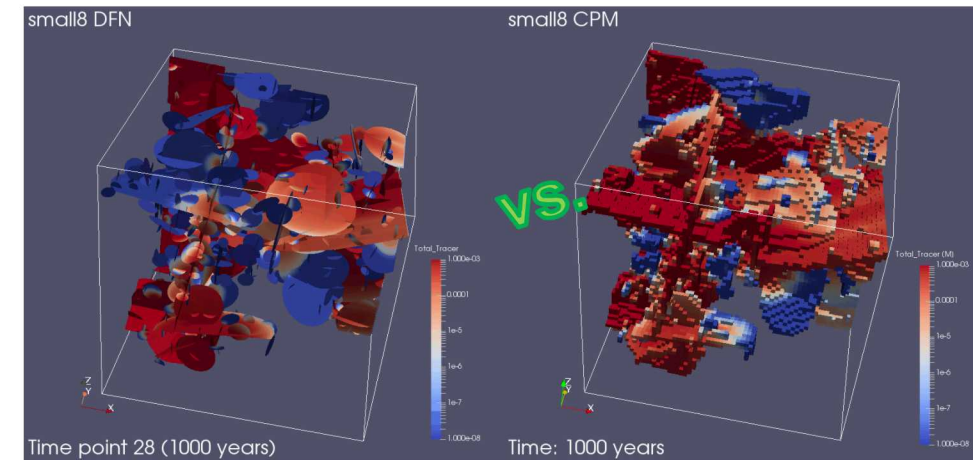 small8 DFN
small8 CPM
vs.
Total_Tracer
1.000e-03
0.0001
1e-5
1e-6
1e-7
1.000e-08
Total_Tracer (M)
1.000e-03
0.0001
1e-5
1e-6
1e-7
1.000e-08
Z
Y
X
Z
Y
X
Time point 28 (1000 years)
Time: 1000 years